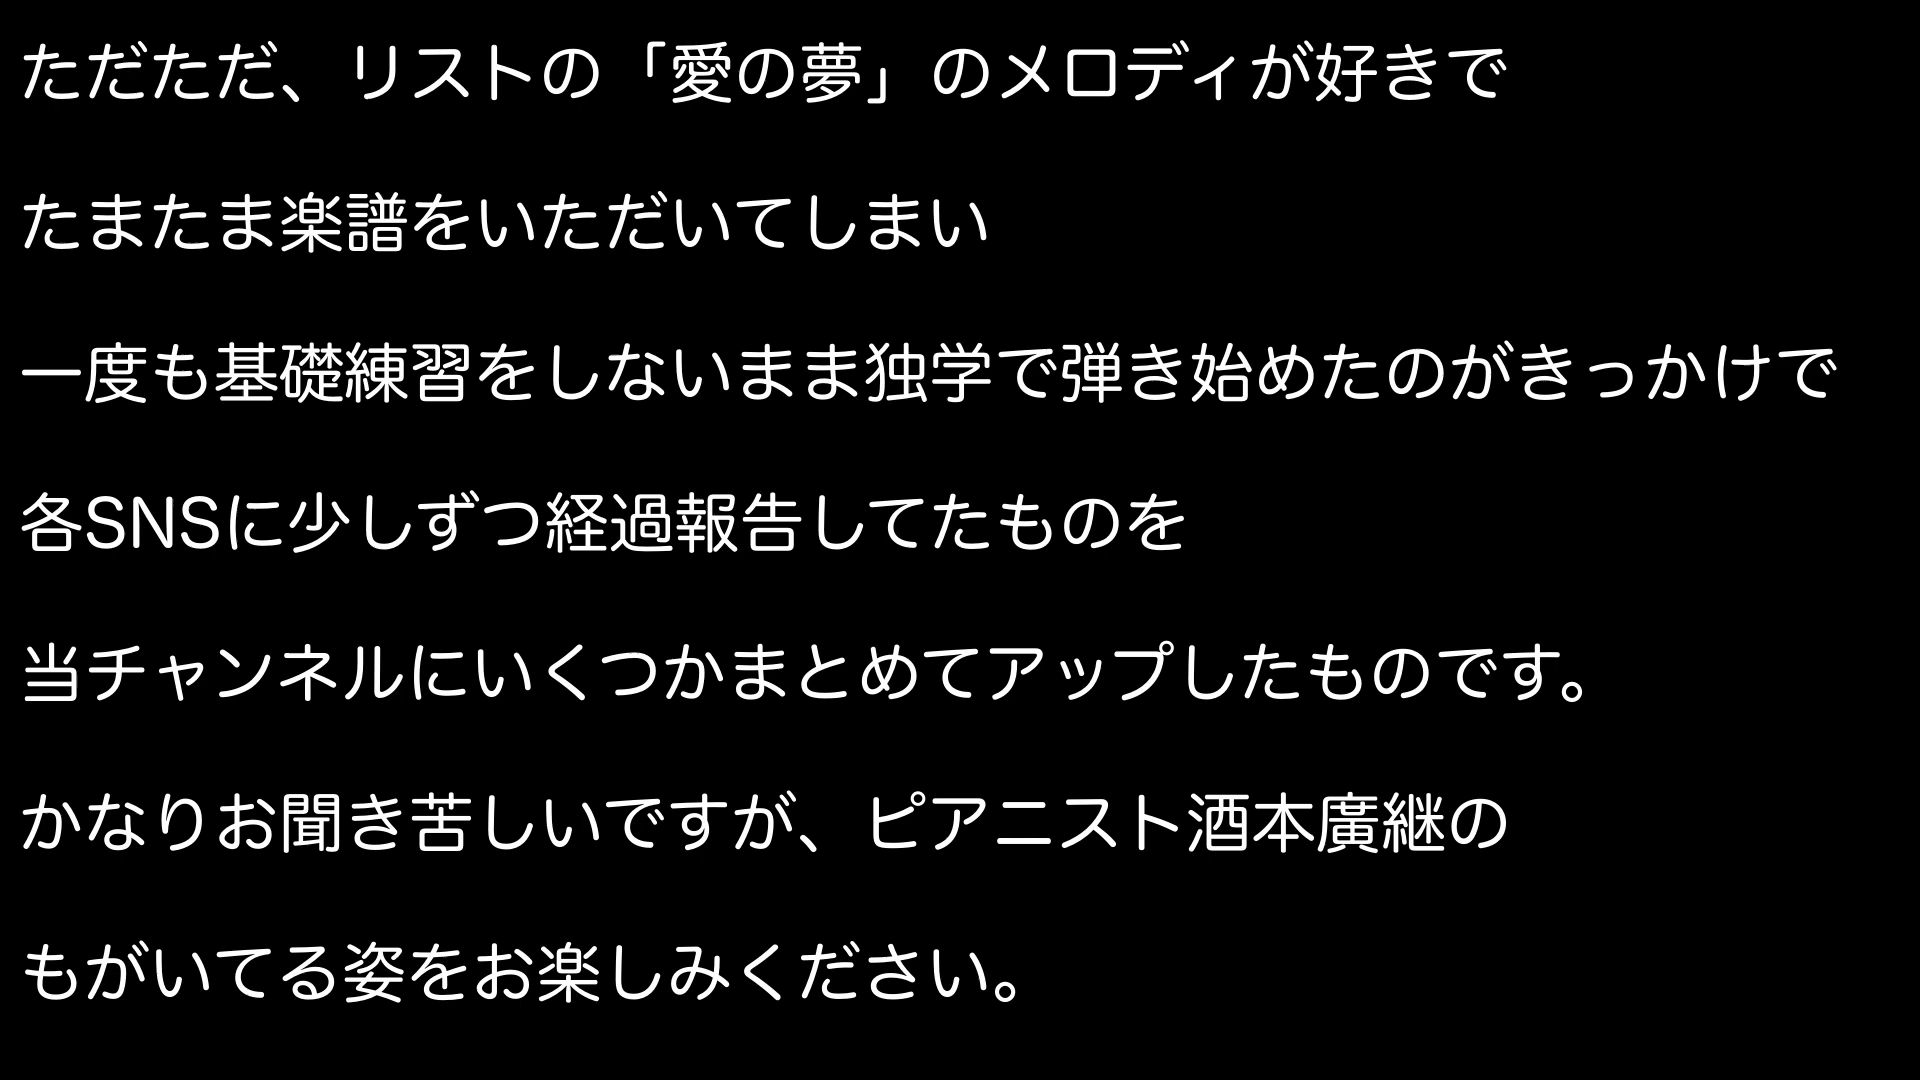 ただただ、リストの「愛の夢」のメロディが好きで
たまたま楽譜をいただいてしまい
一度も基礎練習をしないまま独学で弾き始めたのがきっかけで
各SNSに少しずつ経過報告してたものを
当チャンネルにいくつかまとめてアップしたものです。
かなりお聞き苦しいですが、ピアニスト酒本廣継の
もがいてる姿をお楽しみください。